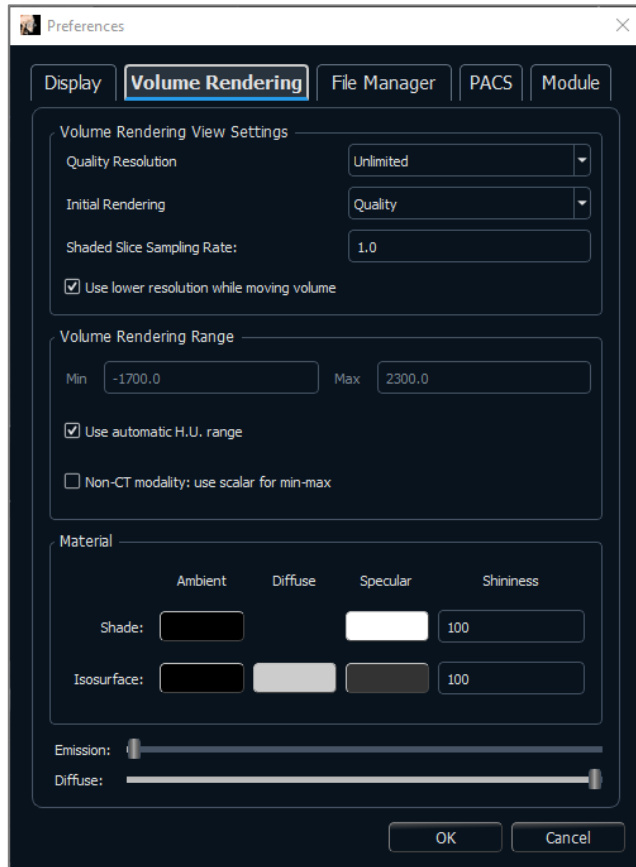 Preferences
Display Volume Rendering File Manager PACS Module
Volume Rendering View Settings
Quality Resolution Unlimited
Initial Rendering Quality
Shaded Slice Sampling Rate: 1.0
Use lower resolution while moving volume
Volume Rendering Range
Min -1700.0 Max 2300.0
Use automatic H.U. range
Non-CT modality: use scalar for min-max
Material
Ambient Diffuse Specular Shininess
Shade: 100
Isosurface: 100
Emission:
Diffuse:
OK Cancel